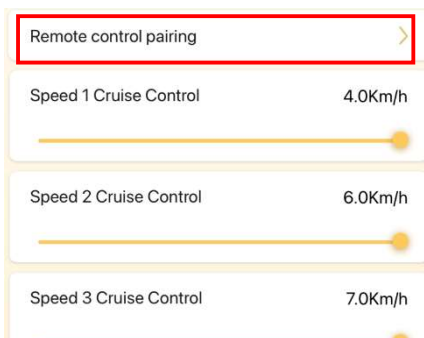 Remote control pairing
Speed 1 Cruise Control 4.0Km/h
Speed 2 Cruise Control 6.0Km/h
Speed 3 Cruise Control 7.0Km/h